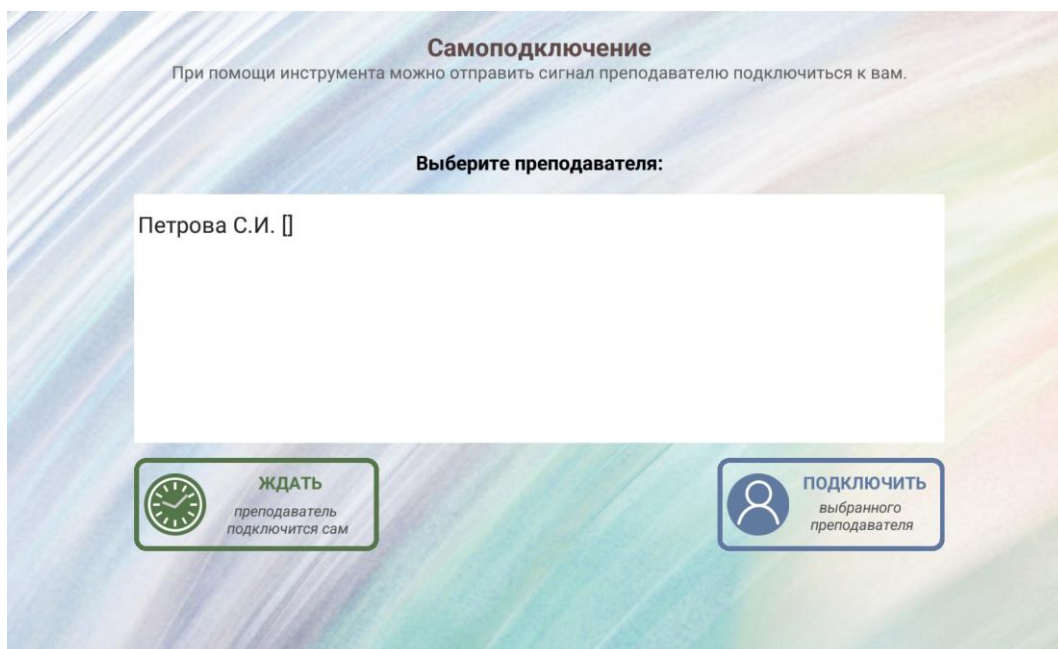 Самоподключение
При помощи инструмента можно отправить сигнал преподавателю подключиться к вам.
Выберите преподавателя:
Петрова С.И. []
ЖДАТЬ
преподаватель
подключится сам
ПОДКЛЮЧИТЬ
выбранного
преподавателя